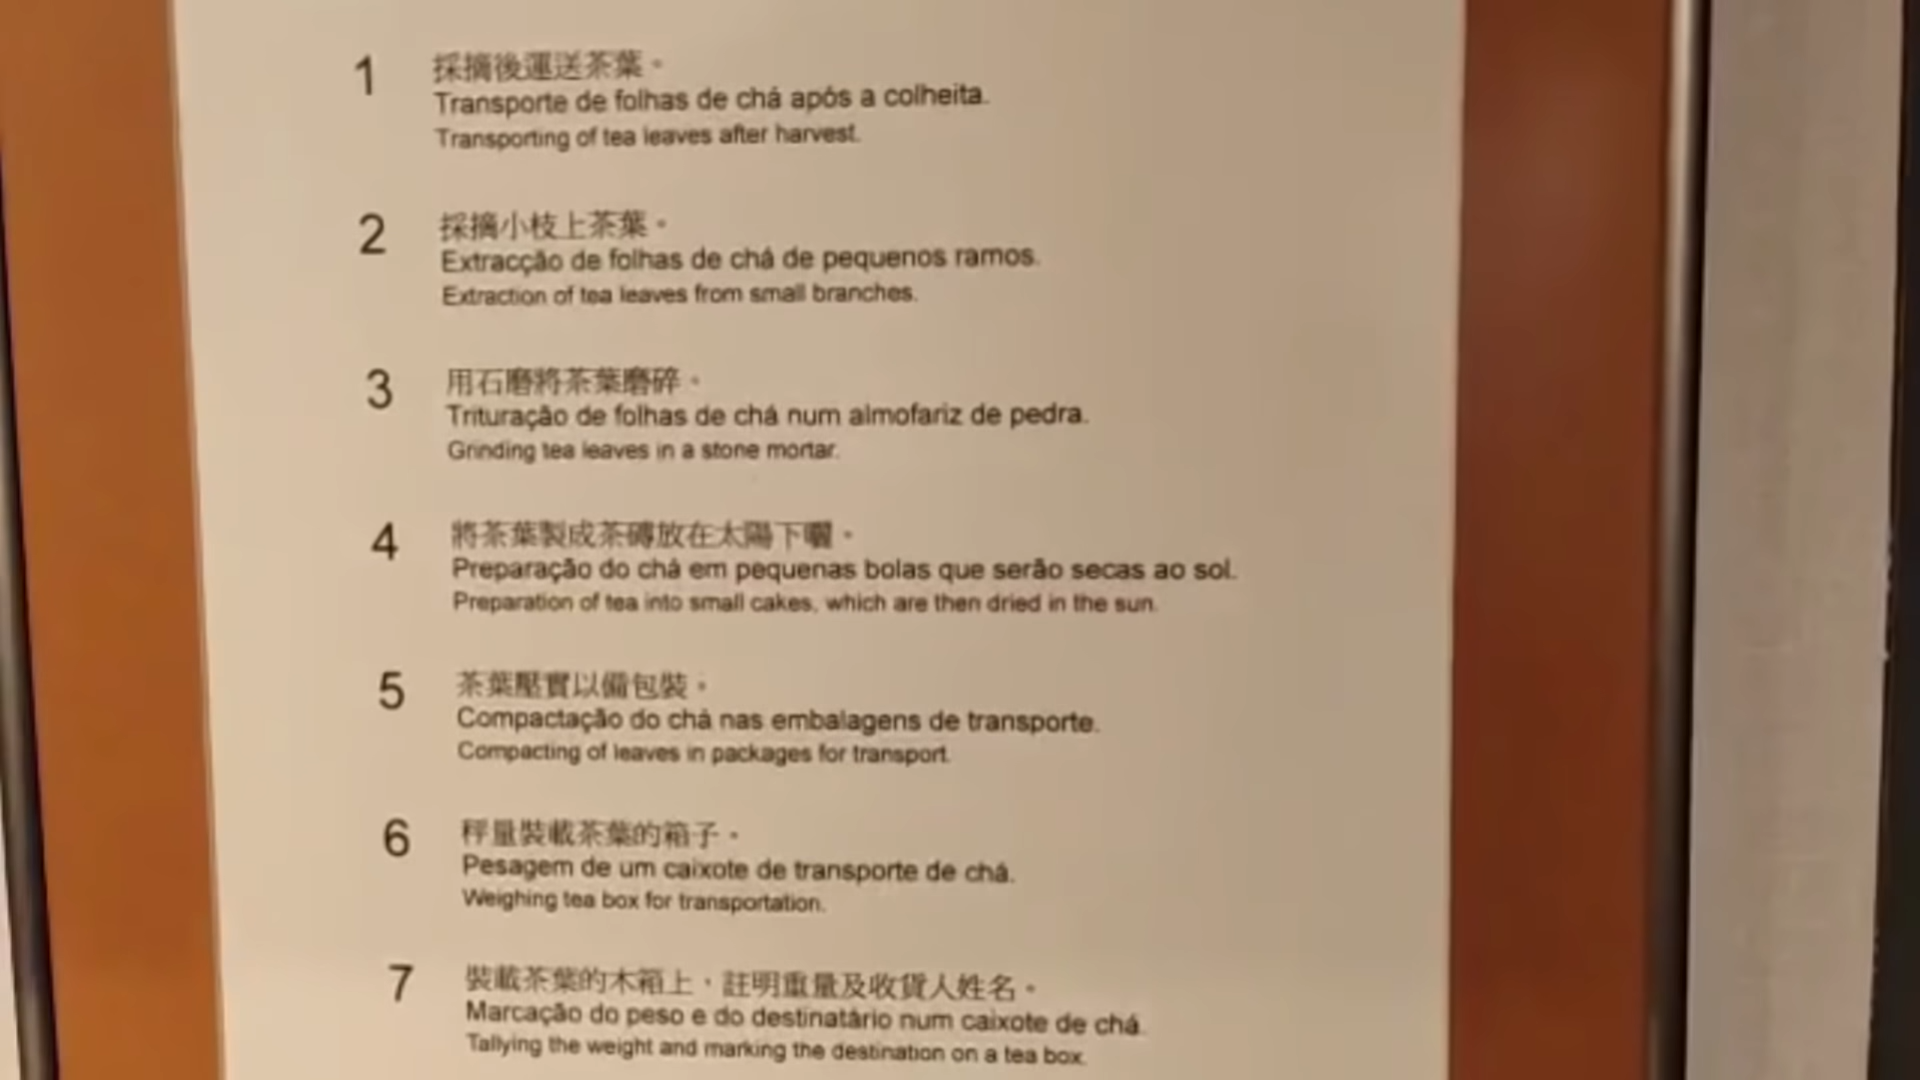 1 採摘後運送茶葉。
Transporte de folhas de chá após a colheita.
Transporting of tea leaves after harvest.
2 採摘小枝上茶葉。
Extracção de folhas de chá de pequenos ramos.
Extraction of tea leaves from small branches.
3 用石磨將茶葉磨碎。
Trituração de folhas de chá num almofariz de pedra.
Grinding tea leaves in a stone mortar.
4 將茶葉製成茶磚放在太陽下曬。
Preparação do chá em pequenas bolas que serão secas ao sol.
Preparation of tea into small cakes, which are then dried in the sun.
5 茶葉壓實以備包裝。
Compactação do chá nas embalagens de transporte.
Compacting of leaves in packages for transport.
6 秤量裝載茶葉的箱子。
Pesagem de um caixote de transporte de chá.
Weighing tea box for transportation.
7 裝載茶葉的木箱上，註明重量及收貨人姓名。
Marcação do peso e do destinatário num caixote de chá.
Tallying the weight and marking the destination on a tea box.